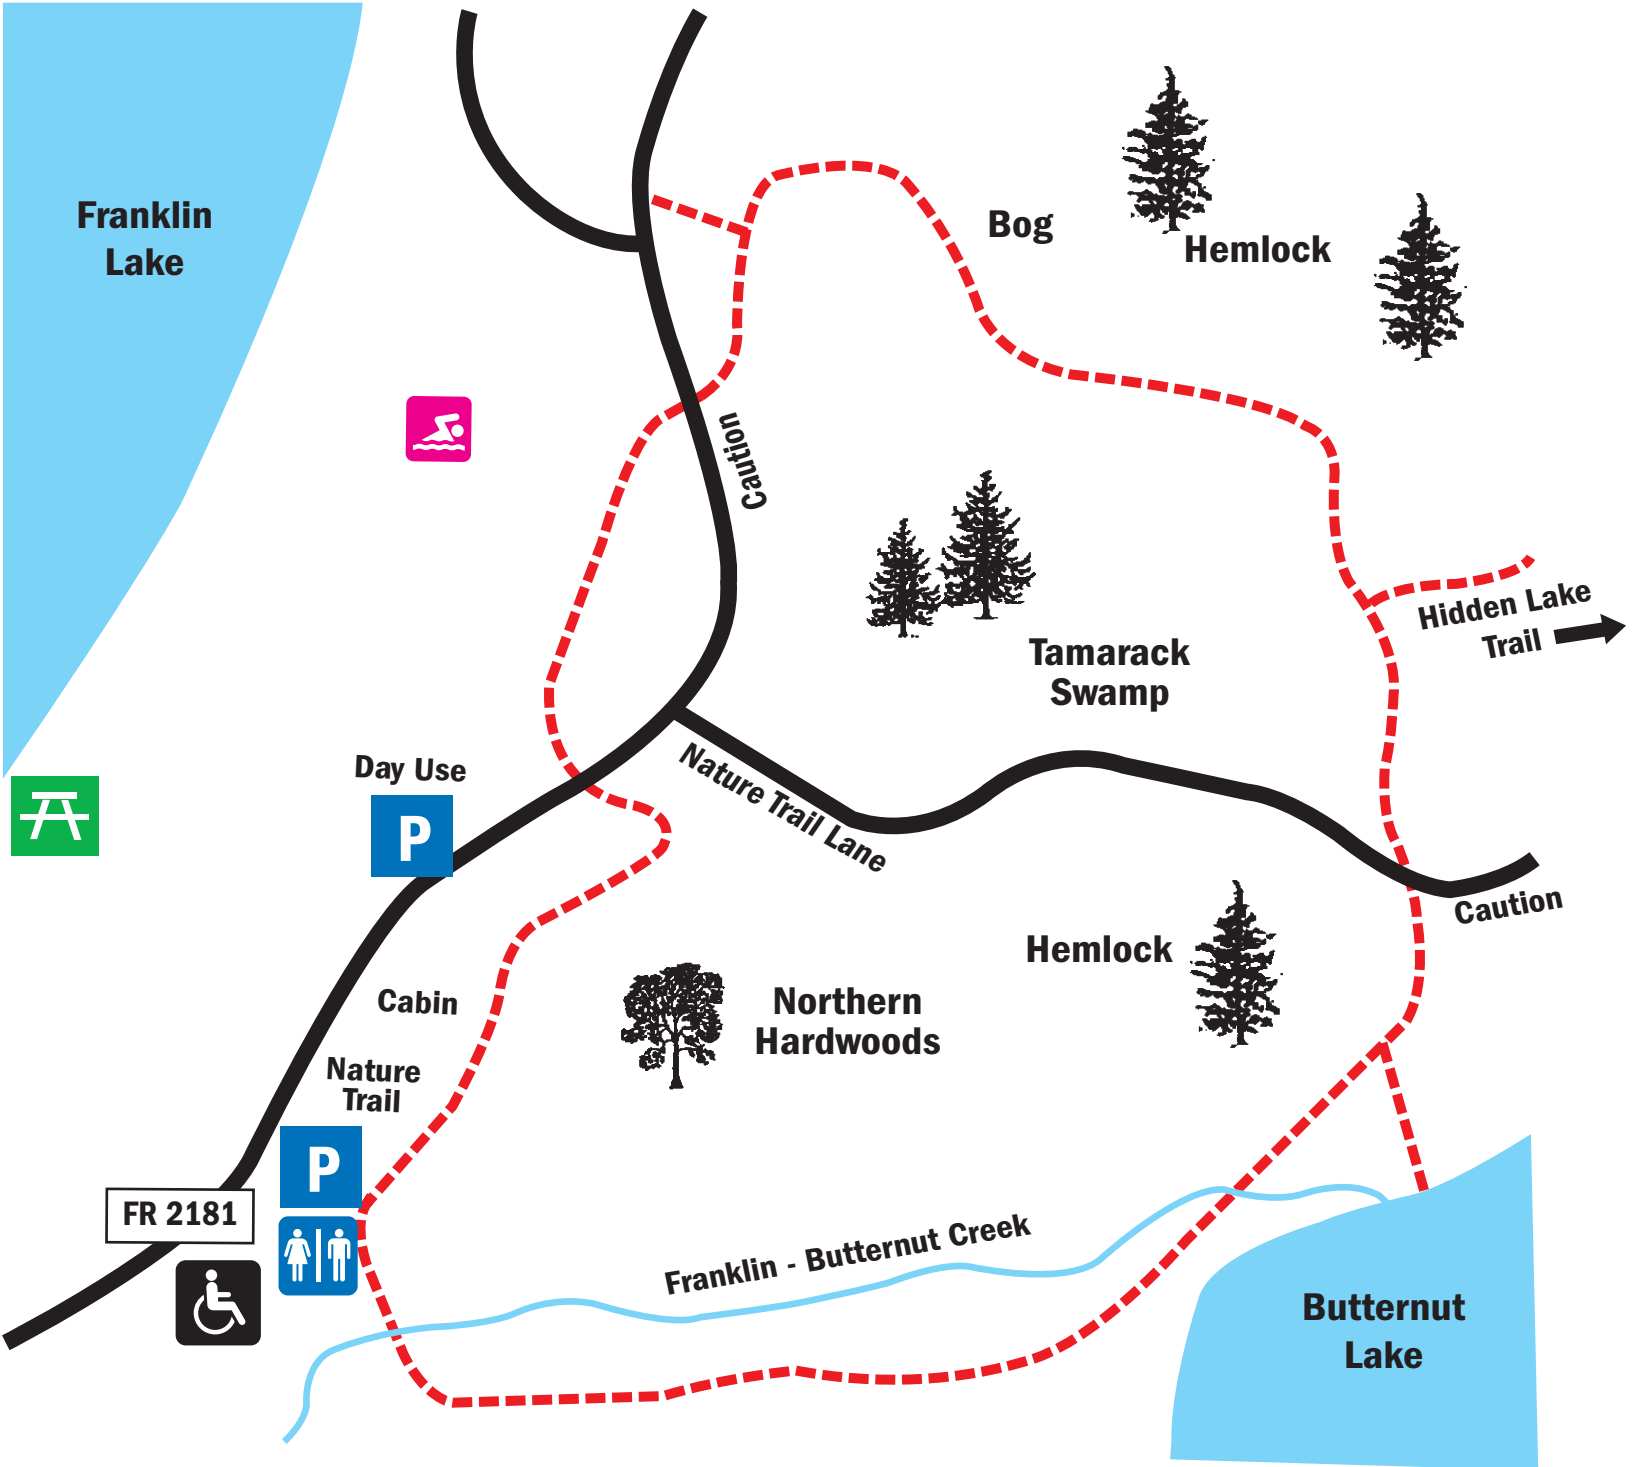 Franklin
Lake
Bog
Hemlock
Caution
Hidden Lake
Trail
Tamarack
Swamp
Day Use
P
Nature Trail Lane
Caution
Hemlock
Cabin
Northern
Hardwoods
Nature
Trail
P
FR 2181
Franklin - Butternut Creek
Butternut
Lake